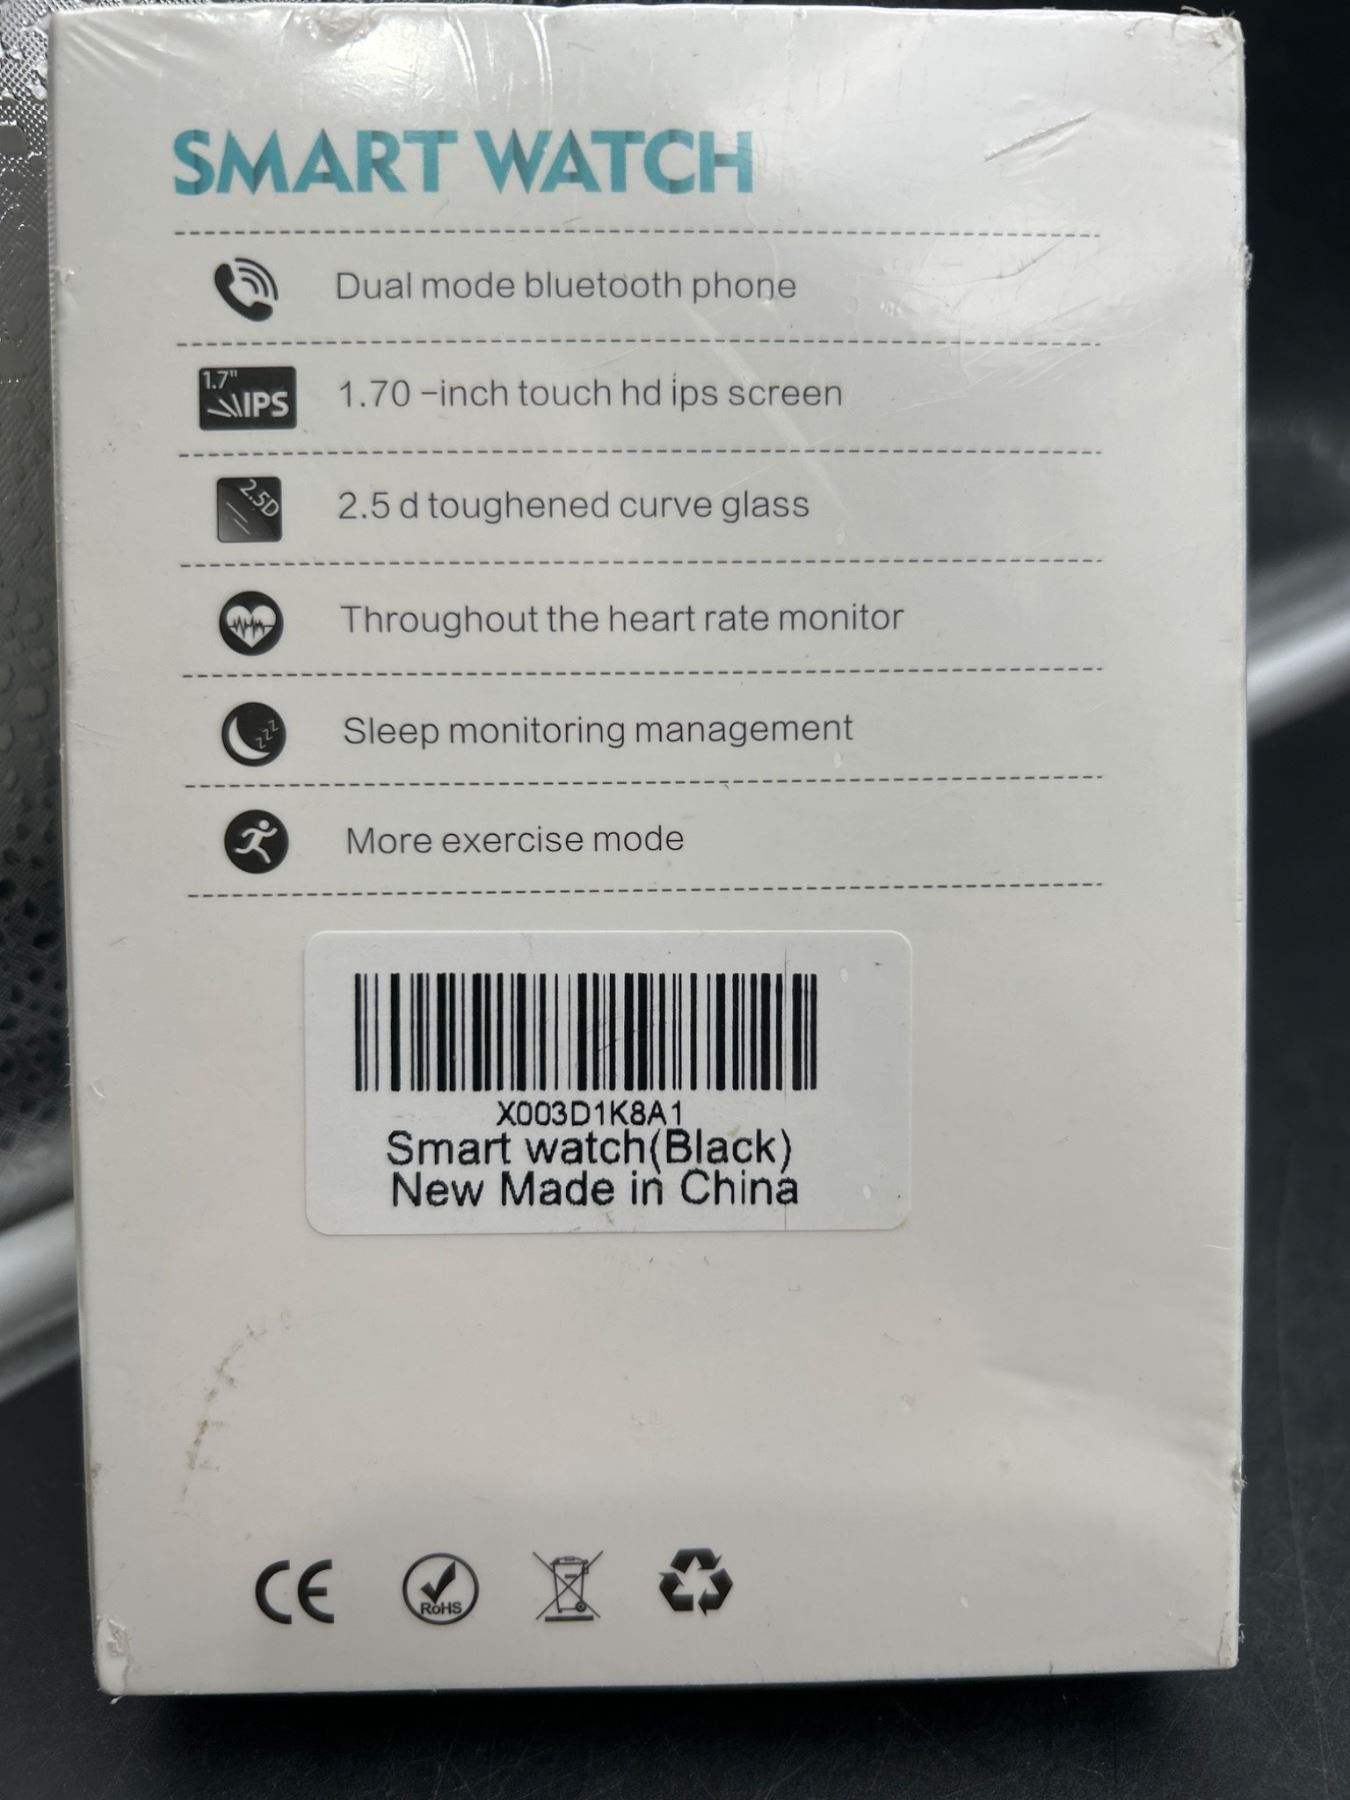 SMART WATCH
Dual mode bluetooth phone
1.7"
IPS
1.70 -inch touch hd ips screen
2.5D
2.5 d toughened curve glass
Throughout the heart rate monitor
zzz
Sleep monitoring management
More exercise mode
X003D1K8A1
Smart watch(Black)
New Made in China
CE
RoHS